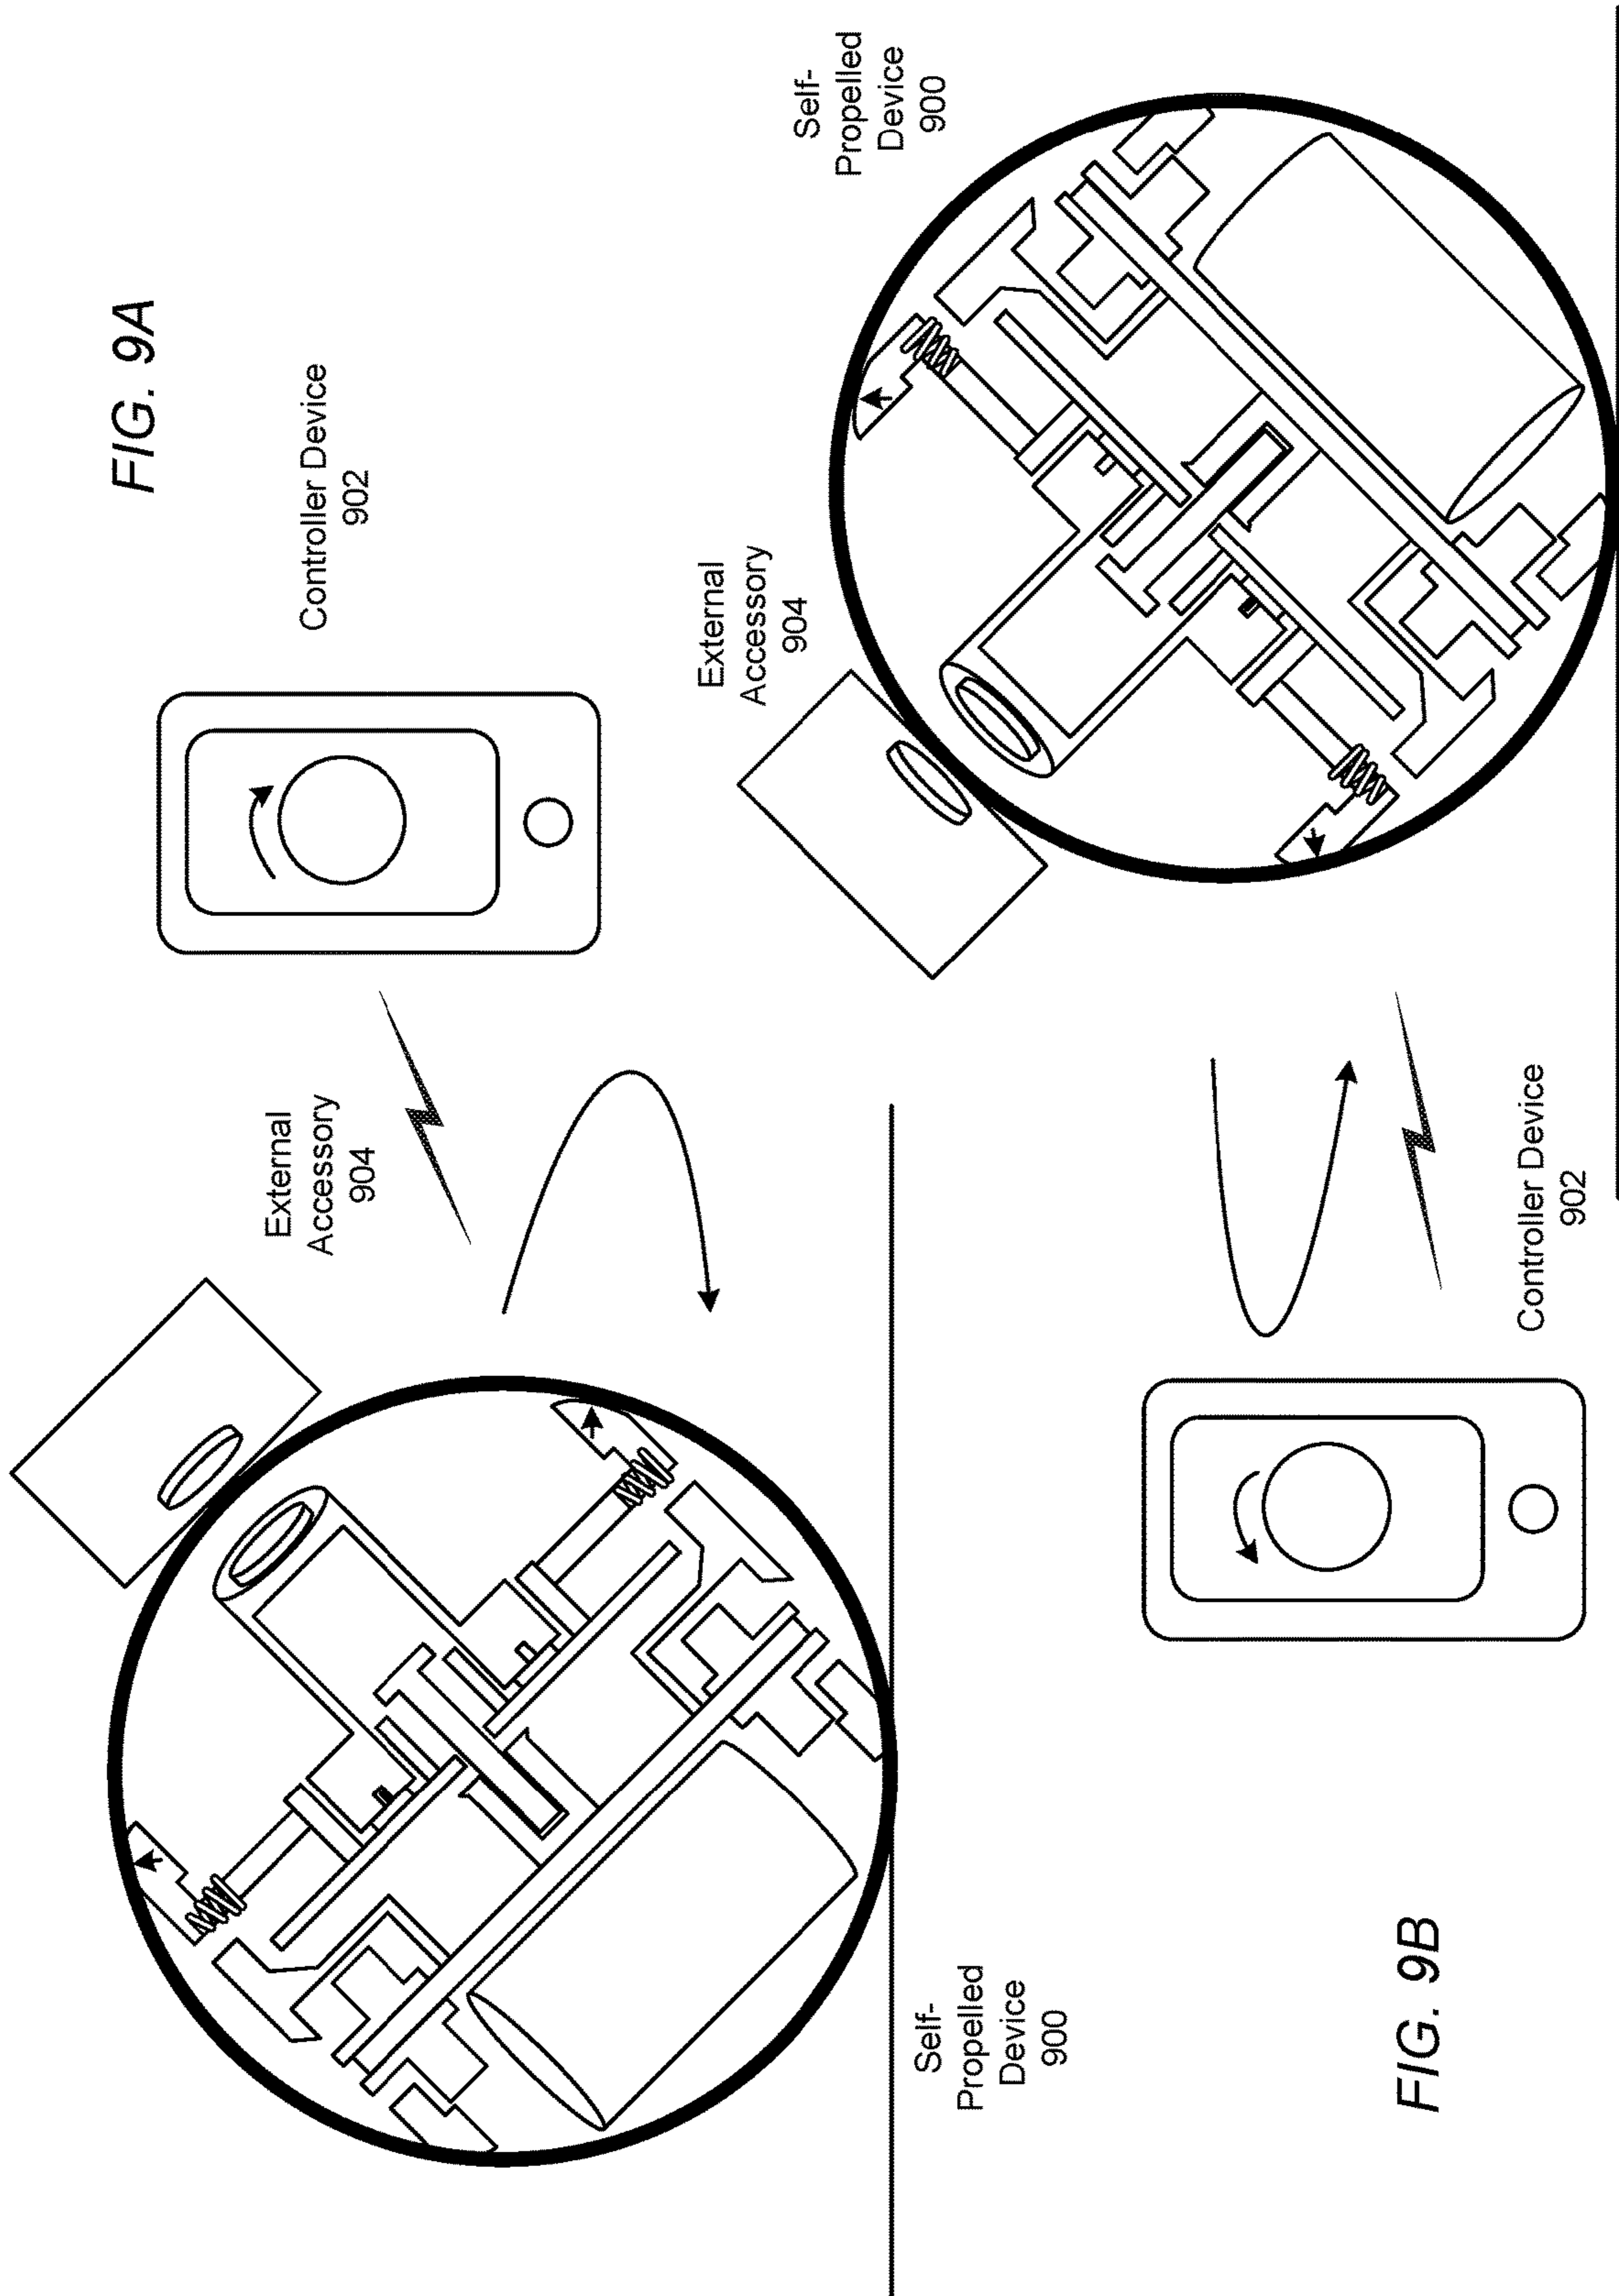 FIG. 9A
Controller Device
902
External
Accessory
904
Self-
Propelled
Device
900
FIG. 9B
Controller Device
902
External
Accessory
904
Self-
Propelled
Device
900